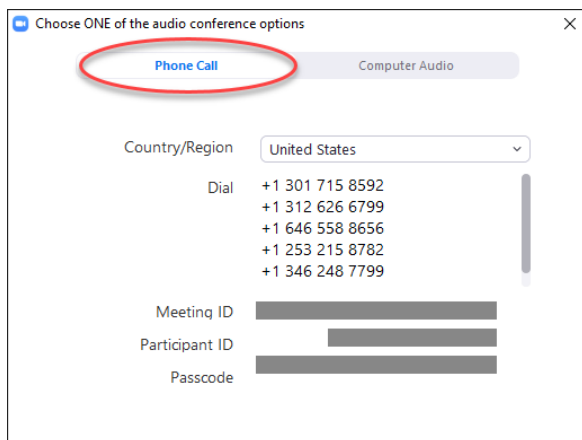 Choose ONE of the audio conference options
Phone Call Computer Audio
Country/Region United States
Dial +1 301 715 8592
+1 312 626 6799
+1 646 558 8656
+1 253 215 8782
+1 346 248 7799
Meeting ID
Participant ID
Passcode